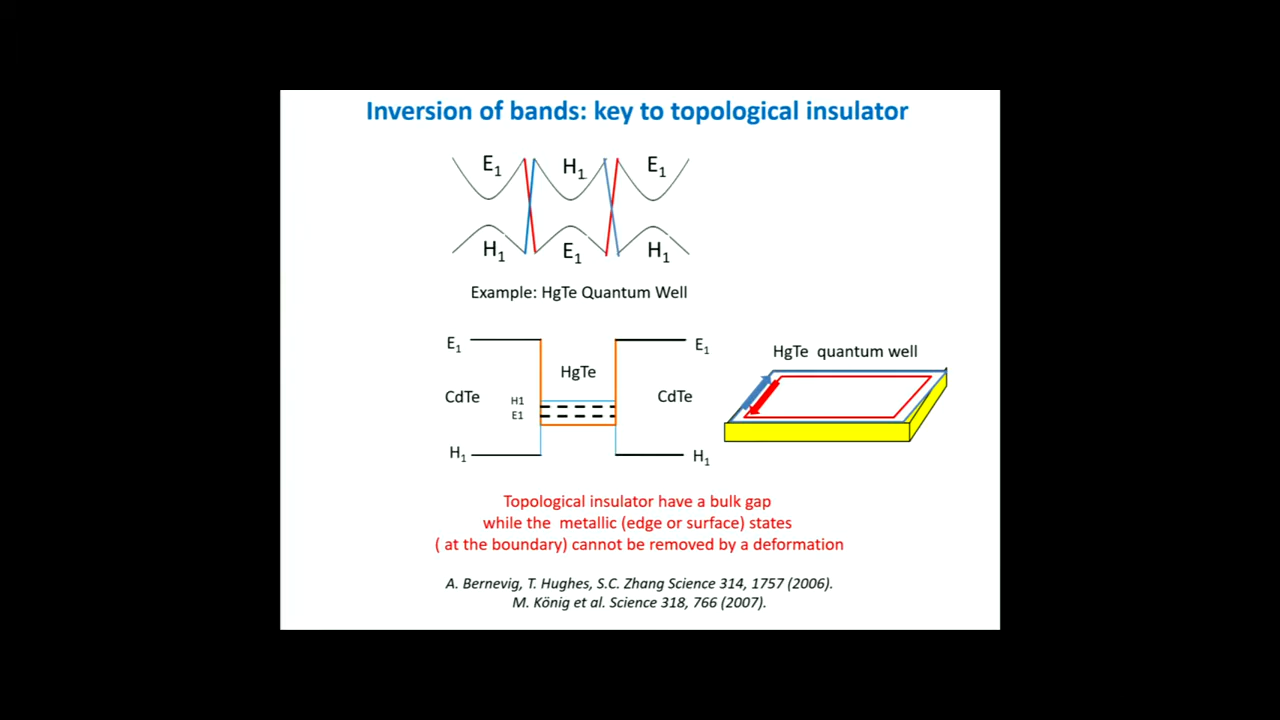 Inversion of bands: key to topological insulator
E1 H1 E1
H1 E1 H1
Example: HgTe Quantum Well
E1 E1
HgTe quantum well
HgTe
CdTe H1 CdTe
E1
H1 H1
Topological insulator have a bulk gap
while the metallic (edge or surface) states
( at the boundary) cannot be removed by a deformation
A. Bernevig, T. Hughes, S.C. Zhang Science 314, 1757 (2006).
M. König et al. Science 318, 766 (2007).